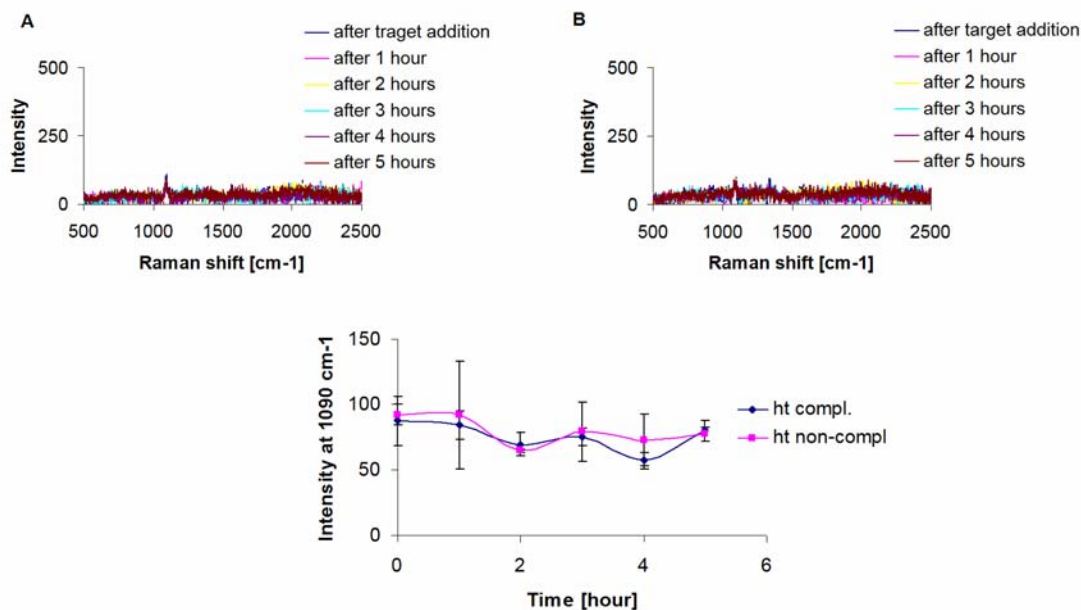 A
after traget addition
after 1 hour
after 2 hours
after 3 hours
after 4 hours
after 5 hours
500
250
0
Intensity
500 1000 1500 2000 2500
Raman shift [cm-1]
B
after target addition
after 1 hour
after 2 hours
after 3 hours
after 4 hours
after 5 hours
500
250
0
Intensity
500 1000 1500 2000 2500
Raman shift [cm-1]
150
100
50
0
Intensity at 1090 cm-1
0 2 4 6
Time [hour]
ht compl.
ht non-compl